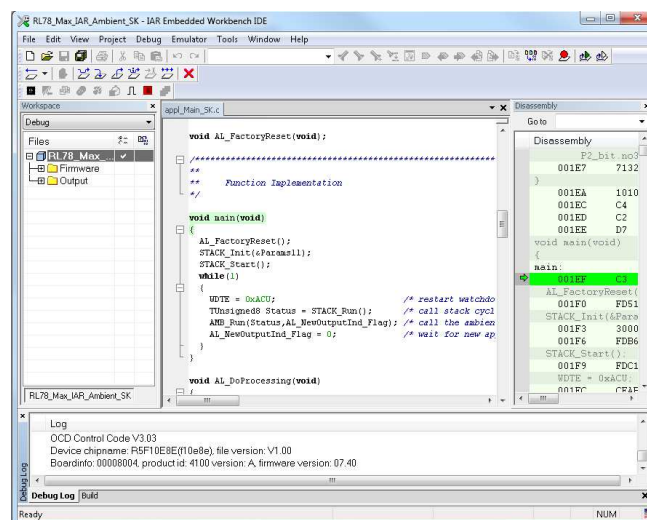 RL78_Max_IAR_Ambient_SK - IAR Embedded Workbench IDE
File Edit View Project Debug Emulator Tools Window Help
Workspace
Debug
Files
RL78_Max_...
Firmware
Output
RL78_Max_IAR_Ambient_SK
appl_Main_SK.c
void AL_FactoryReset(void);
/************************************************************
**
** Function Implementation
*/
void main(void)
{
AL_FactoryReset();
STACK_Init(&Params11);
STACK_Start();
while(1)
{
WDTE = 0xACU; /* restart watchdo
TUnsigned8 Status = STACK_Run(); /* call stack cycl
AMB_Run(Status,AL_NewOutputInd_Flag); /* call the ambien
AL_NewOutputInd_Flag = 0; /* wait for new ap
}
}
void AL_DoProcessing(void)
{
Disassembly
Go to
Disassembly
P2_bit.no3
001E7 7132
}
001EA 1010
001EC C4
001ED C2
001EE D7
void main(void)
{
main:
001EF C3
AL_FactoryReset(
001F0 FD51
STACK_Init(&Para
001F3 3000
001F6 FDB6
STACK_Start();
001F9 FDC1
WDTE = 0xACU;
001FC CEAF
Log
OCD Control Code V3.03
Device chipname: R5F10E8E(f10e8e), file version: V1.00
Boardinfo: 00008004, product id: 4100 version: A, firmware version: 07.40
Debug Log
Debug Log Build
Ready NUM